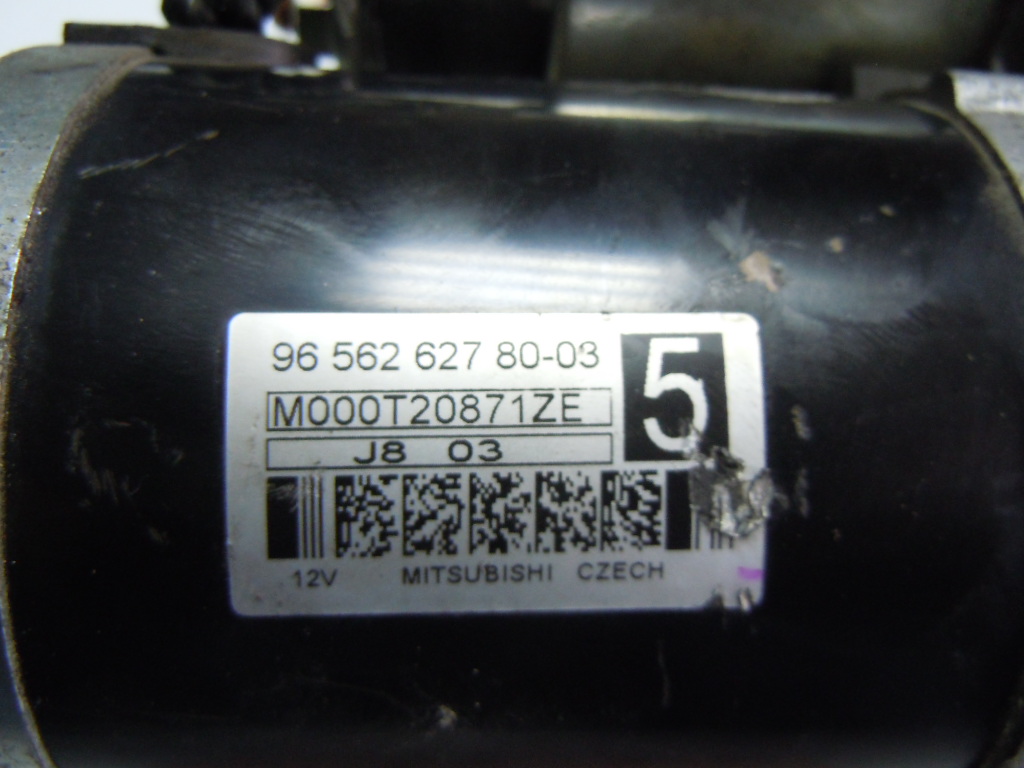 96 562 627 80-03
5
M000T20871ZE
J8 03
12V MITSUBISHI CZECH